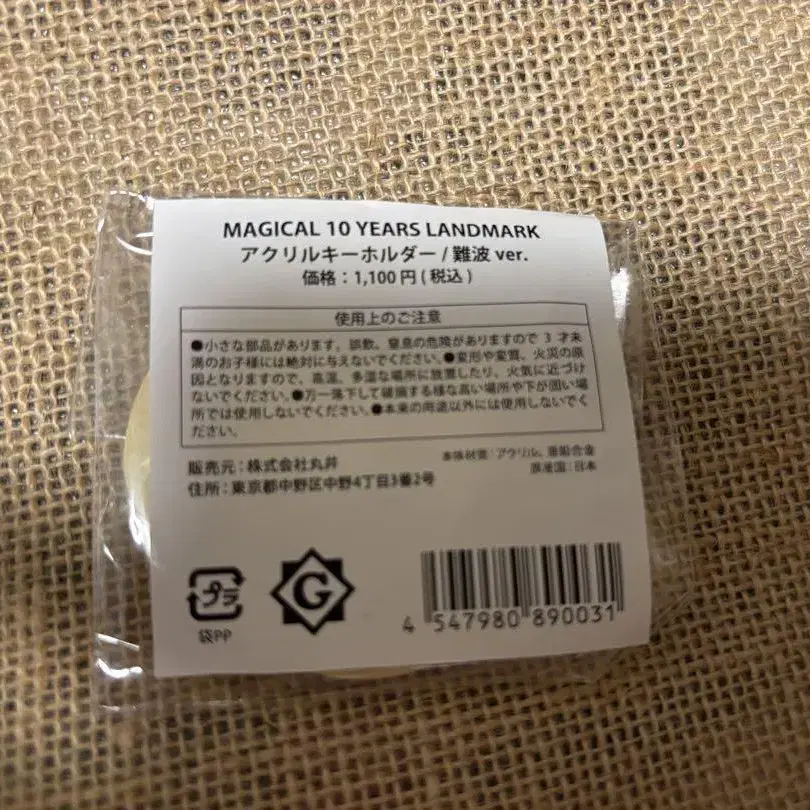 MAGICAL 10 YEARS LANDMARK
アクリルキーホルダー / 難波 ver.
価格：1,100 円 ( 税込 )
使用上のご注意
●小さな部品があります。誤飲、窒息の危険がありますので 3 才未
満のお子様には絶対に与えないでください。●変形や変質、火災の原
因となりますので、高温、多湿な場所に放置したり、火気に近づけ
ないでください。●万一落下して破損する様な高い場所や下が固い場
所では使用しないでください。●本来の用途以外には使用しないでく
ださい。
販売元：株式会社丸井
住所：東京都中野区中野4丁目3番2号
本体材質：アクリル、亜鉛合金
原産国：日本
プラ
袋PP
G
4 547980 890031